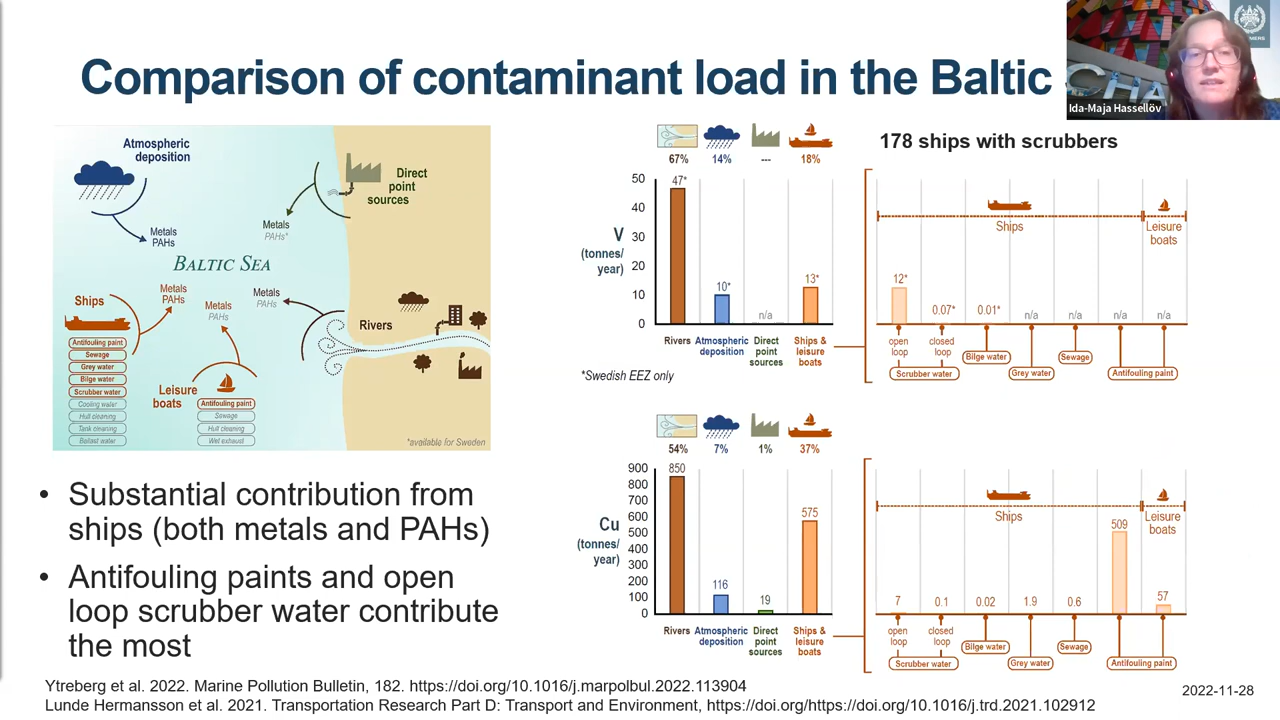 Comparison of contaminant load in the Baltic
Ida-Maja Hassellöv
Atmospheric
deposition
Direct
point
sources
Metals
PAHs
Metals
PAHs*
BALTIC SEA
Ships
Metals
PAHs
Metals
PAHs
Metals
PAHs
Rivers
Antifouling paint
Sewage
Grey water
Bilge water
Scrubber water
Cooling water
Hull cleaning
Tank cleaning
Ballast water
Leisure
boats
Antifouling paint
Sewage
Hull cleaning
Wet exhaust
*available for Sweden
• Substantial contribution from
ships (both metals and PAHs)
• Antifouling paints and open
loop scrubber water contribute
the most
178 ships with scrubbers
67% 14% --- 18%
V
(tonnes/
year)
50
40
30
20
10
0
47* 10* n/a 13*
Rivers
Atmospheric
deposition
Direct
point
sources
Ships &
leisure
boats
*Swedish EEZ only
Ships
Leisure
boats
12* 0.07* 0.01* n/a n/a n/a n/a
open
loop
closed
loop
Scrubber water
Bilge water
Grey water
Sewage
Antifouling paint
54% 7% 1% 37%
Cu
(tonnes/
year)
900
800
700
600
500
400
300
200
100
0
850 116 19 575
Rivers
Atmospheric
deposition
Direct
point
sources
Ships &
leisure
boats
Ships
Leisure
boats
7 0.1 0.02 1.9 0.6 509 57
open
loop
closed
loop
Scrubber water
Bilge water
Grey water
Sewage
Antifouling paint
Ytreberg et al. 2022. Marine Pollution Bulletin, 182. https://doi.org/10.1016/j.marpolbul.2022.113904
Lunde Hermansson et al. 2021. Transportation Research Part D: Transport and Environment, https://doi.org/https://doi.org/10.1016/j.trd.2021.102912
2022-11-28